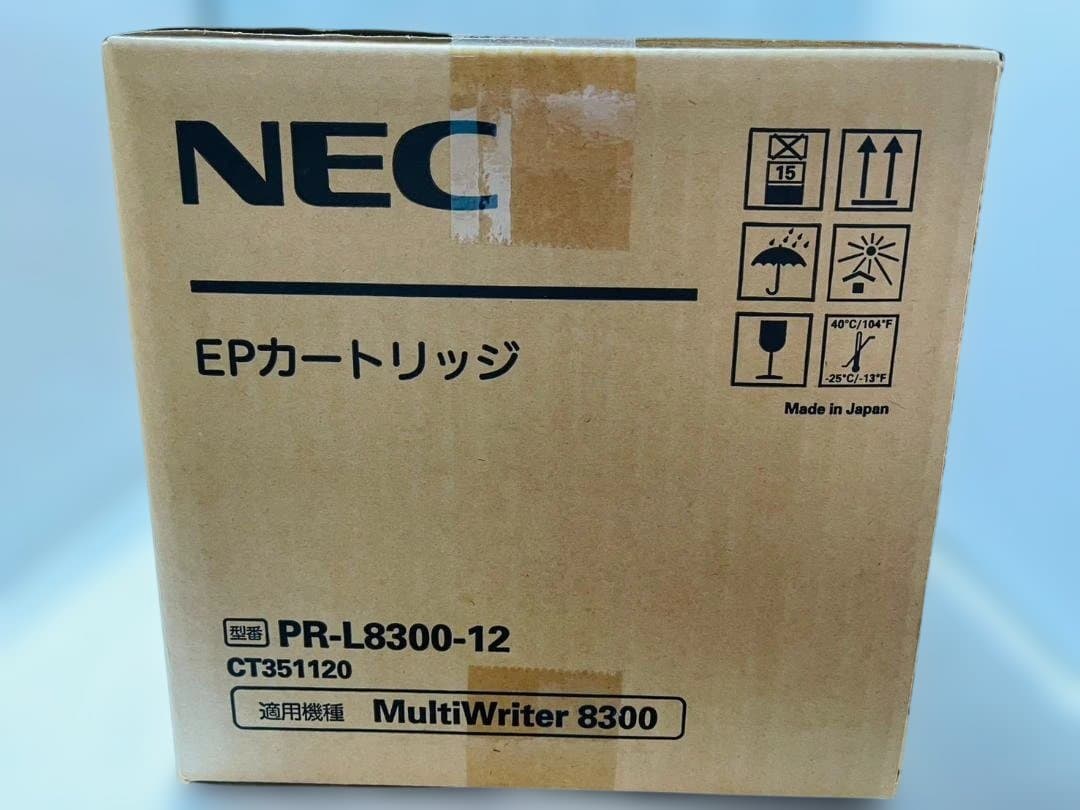 NEC
15
EPカートリッジ
40°C/104°F
-25°C/-13°F
Made in Japan
型番 PR-L8300-12
CT351120
適用機種 MultiWriter 8300